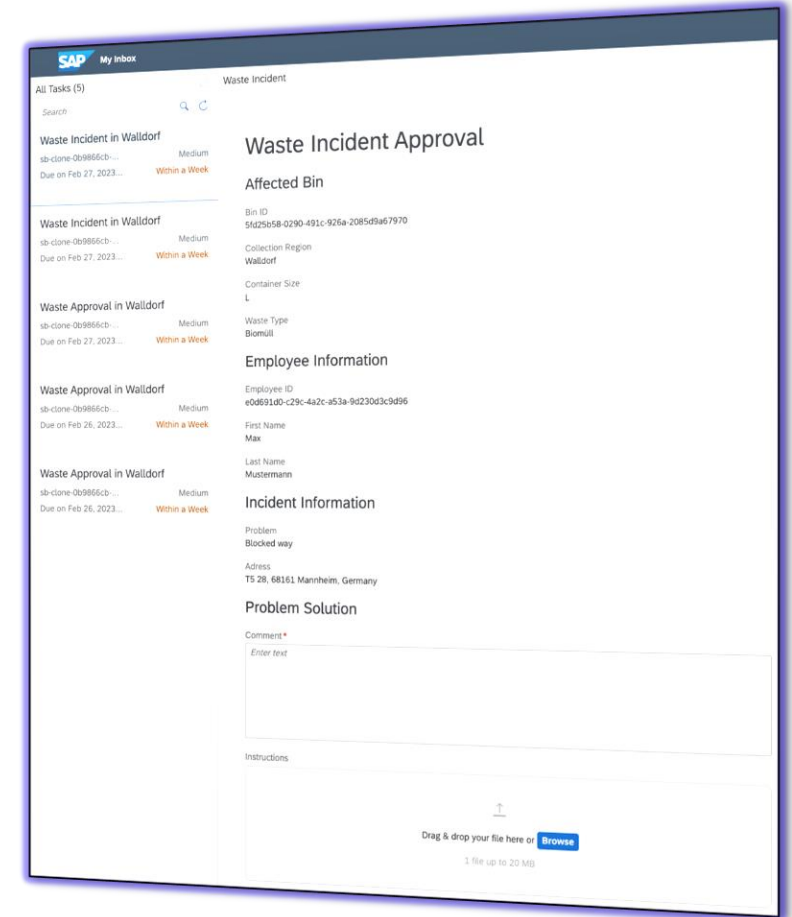 SAP My Inbox
All Tasks (5)
Search
Waste Incident in Walldorf
sb-clone-0b9866cb-... Medium
Due on Feb 27, 2023... Within a Week
Waste Incident in Walldorf
sb-clone-0b9866cb-... Medium
Due on Feb 27, 2023... Within a Week
Waste Approval in Walldorf
sb-clone-0b9866cb-... Medium
Due on Feb 27, 2023... Within a Week
Waste Approval in Walldorf
sb-clone-0b9866cb-... Medium
Due on Feb 26, 2023... Within a Week
Waste Approval in Walldorf
sb-clone-0b9866cb-... Medium
Due on Feb 26, 2023... Within a Week
Waste Incident
Waste Incident Approval
Affected Bin
Bin ID
5fd25b58-0290-491c-926a-2085d9a67970
Collection Region
Walldorf
Container Size
L
Waste Type
Biomüll
Employee Information
Employee ID
e0d691d0-c29c-4a2c-a53a-9d230d3c9d96
First Name
Max
Last Name
Mustermann
Incident Information
Problem
Blocked way
Adress
T5 28, 68161 Mannheim, Germany
Problem Solution
Comment*
Enter text
Instructions
Drag & drop your file here or Browse
1 file up to 20 MB